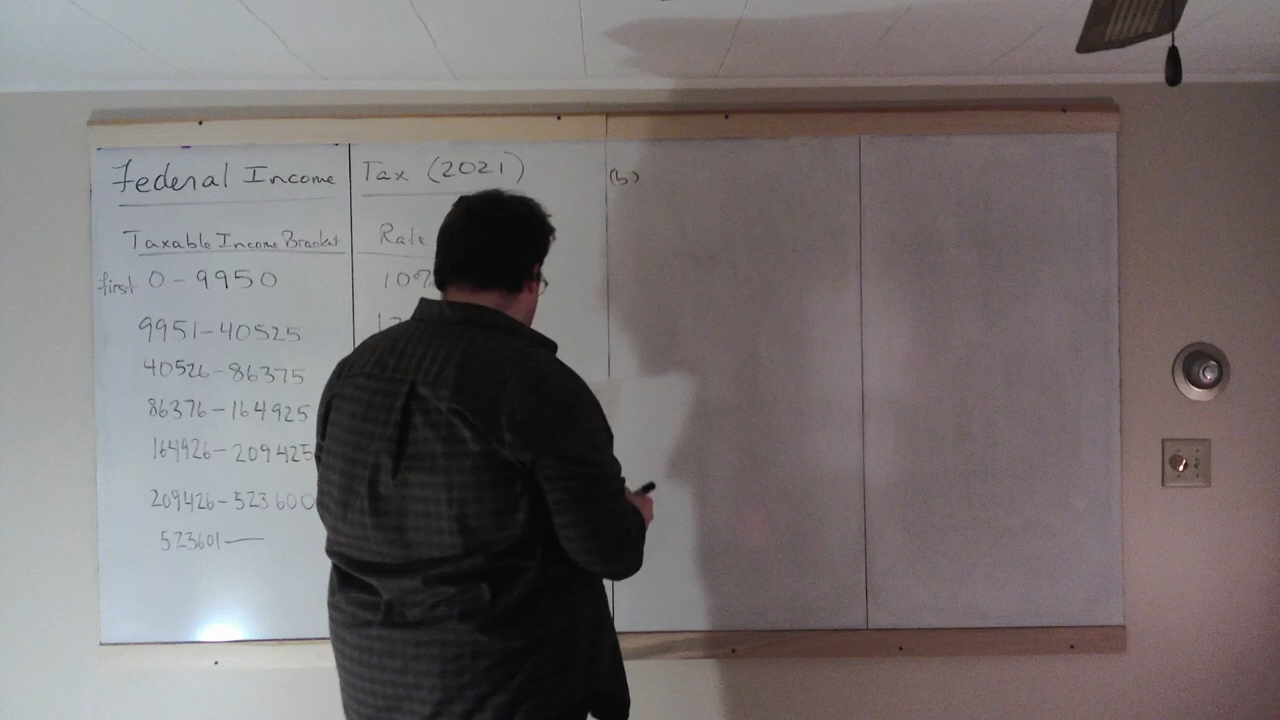 Federal Income Tax (2021)
(b)
Taxable Income Bracket Rate
first 0-9950 10%
9951-40525
40526-86375
86376-164925
164926-209425
209426-523600
523601—